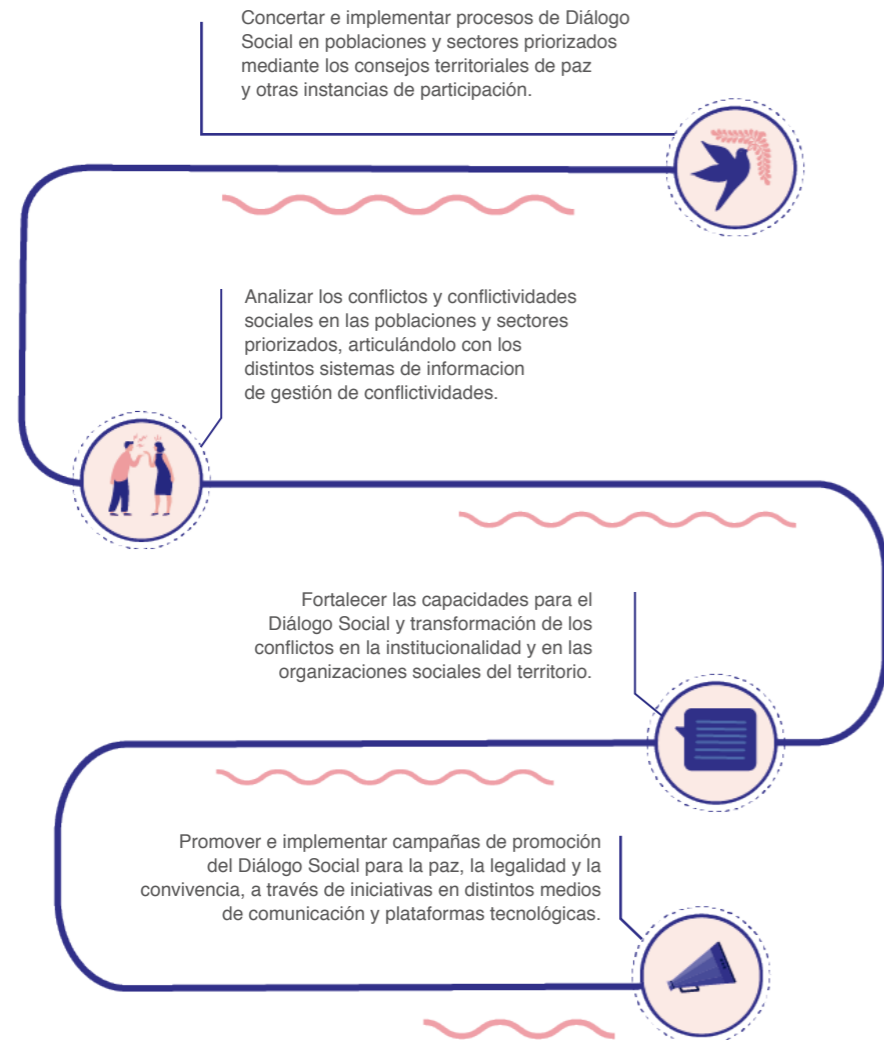 Concertar e implementar procesos de Diálogo
Social en poblaciones y sectores priorizados
mediante los consejos territoriales de paz
y otras instancias de participación.
Analizar los conflictos y conflictividades
sociales en las poblaciones y sectores
priorizados, articulándolo con los
distintos sistemas de informacion
de gestión de conflictividades.
Fortalecer las capacidades para el
Diálogo Social y transformación de los
conflictos en la institucionalidad y en las
organizaciones sociales del territorio.
Promover e implementar campañas de promoción
del Diálogo Social para la paz, la legalidad y la
convivencia, a través de iniciativas en distintos medios
de comunicación y plataformas tecnológicas.